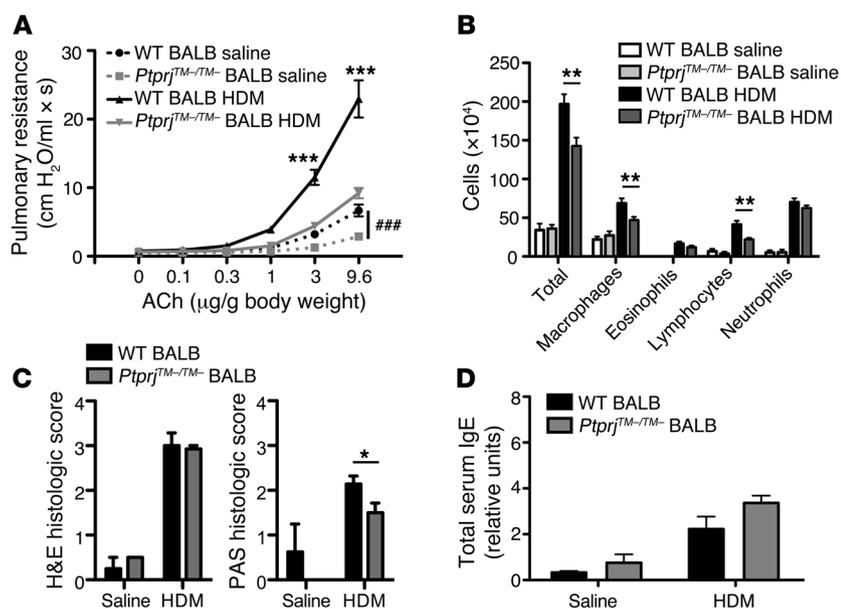 A
Pulmonary resistance
(cm H2O/ml × s)
30
20
10
0
WT BALB saline
PtprjTM–/TM– BALB saline
WT BALB HDM
PtprjTM–/TM– BALB HDM
***
***
###
0 0.1 0.3 1 3 9.6
ACh (μg/g body weight)
B
Cells (×10⁴)
250
200
150
100
50
0
WT BALB saline
PtprjTM–/TM– BALB saline
WT BALB HDM
PtprjTM–/TM– BALB HDM
**
**
**
Total
Macrophages
Eosinophils
Lymphocytes
Neutrophils
C
WT BALB
PtprjTM–/TM– BALB
H&E histologic score
4
3
2
1
0
Saline HDM
PAS histologic score
4
3
2
1
0
*
Saline HDM
D
Total serum IgE
(relative units)
8
6
4
2
0
WT BALB
PtprjTM–/TM– BALB
Saline HDM